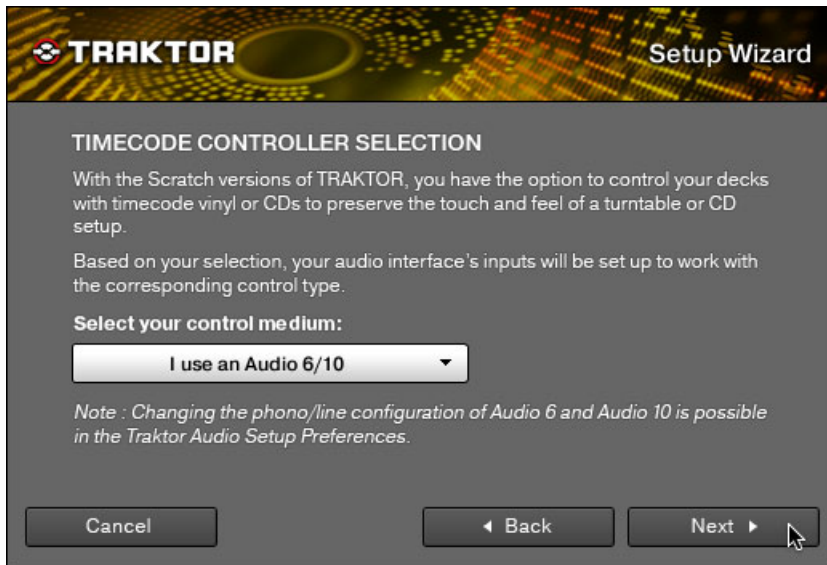 TRAKTOR
Setup Wizard
TIMECODE CONTROLLER SELECTION
With the Scratch versions of TRAKTOR, you have the option to control your decks
with timecode vinyl or CDs to preserve the touch and feel of a turntable or CD
setup.
Based on your selection, your audio interface's inputs will be set up to work with
the corresponding control type.
Select your control medium:
I use an Audio 6/10
Note : Changing the phono/line configuration of Audio 6 and Audio 10 is possible
in the Traktor Audio Setup Preferences.
Cancel
Back
Next